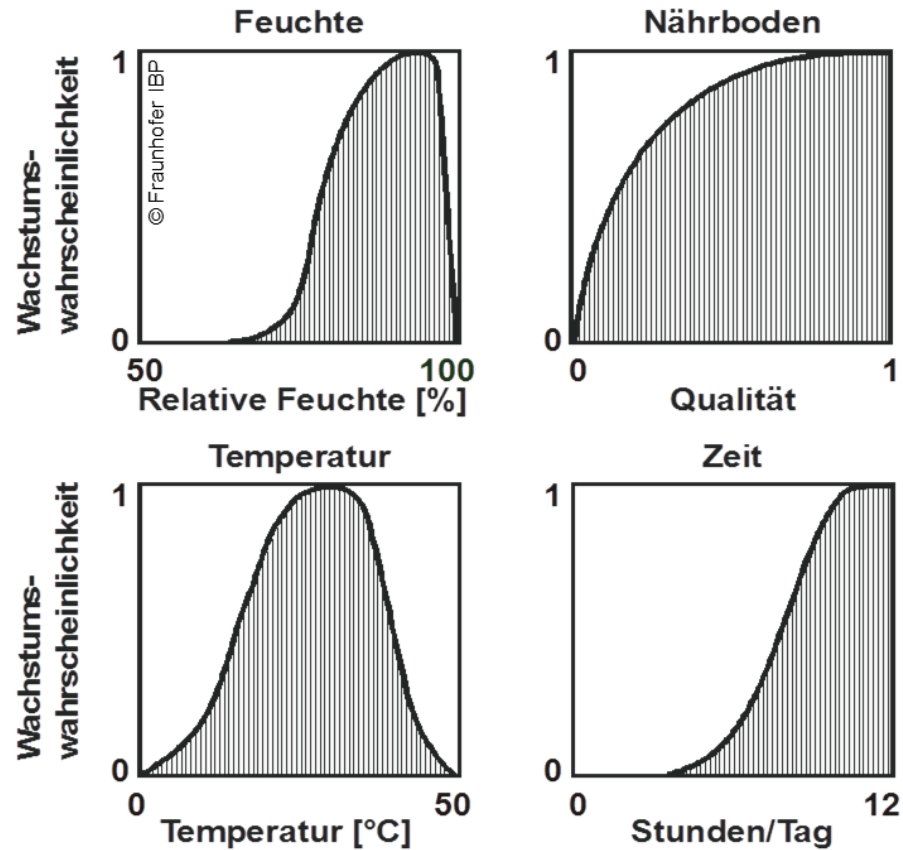 Feuchte
Wachstums-
wahrscheinlichkeit
1
© Fraunhofer IBP
0
50
100
Relative Feuchte [%]
Nährboden
1
0
0
1
Qualität
Temperatur
Wachstums-
wahrscheinlichkeit
1
0
0
50
Temperatur [°C]
Zeit
1
0
0
12
Stunden/Tag